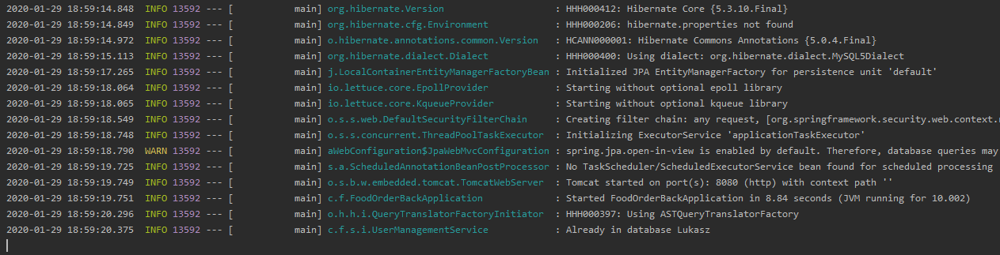 2020-01-29 18:59:14.848  INFO 13592 --- [           main] org.hibernate.Version                    : HHH000412: Hibernate Core {5.3.10.Final}
2020-01-29 18:59:14.849  INFO 13592 --- [           main] org.hibernate.cfg.Environment            : HHH000206: hibernate.properties not found
2020-01-29 18:59:14.972  INFO 13592 --- [           main] o.hibernate.annotations.common.Version   : HCANN000001: Hibernate Commons Annotations {5.0.4.Final}
2020-01-29 18:59:15.113  INFO 13592 --- [           main] org.hibernate.dialect.Dialect            : HHH000400: Using dialect: org.hibernate.dialect.MySQL5Dialect
2020-01-29 18:59:17.265  INFO 13592 --- [           main] j.LocalContainerEntityManagerFactoryBean : Initialized JPA EntityManagerFactory for persistence unit 'default'
2020-01-29 18:59:18.064  INFO 13592 --- [           main] io.lettuce.core.EpollProvider            : Starting without optional epoll library
2020-01-29 18:59:18.065  INFO 13592 --- [           main] io.lettuce.core.KqueueProvider           : Starting without optional kqueue library
2020-01-29 18:59:18.549  INFO 13592 --- [           main] o.s.s.web.DefaultSecurityFilterChain     : Creating filter chain: any request, [org.springframework.security.web.context.
2020-01-29 18:59:18.748  INFO 13592 --- [           main] o.s.s.concurrent.ThreadPoolTaskExecutor  : Initializing ExecutorService 'applicationTaskExecutor'
2020-01-29 18:59:18.790  WARN 13592 --- [           main] aWebConfiguration$JpaWebMvcConfiguration : spring.jpa.open-in-view is enabled by default. Therefore, database queries may
2020-01-29 18:59:19.725  INFO 13592 --- [           main] s.a.ScheduledAnnotationBeanPostProcessor : No TaskScheduler/ScheduledExecutorService bean found for scheduled processing
2020-01-29 18:59:19.749  INFO 13592 --- [           main] o.s.b.w.embedded.tomcat.TomcatWebServer  : Tomcat started on port(s): 8080 (http) with context path ''
2020-01-29 18:59:19.751  INFO 13592 --- [           main] c.f.FoodOrderBackApplication             : Started FoodOrderBackApplication in 8.84 seconds (JVM running for 10.002)
2020-01-29 18:59:20.296  INFO 13592 --- [           main] o.h.h.i.QueryTranslatorFactoryInitiator  : HHH000397: Using ASTQueryTranslatorFactory
2020-01-29 18:59:20.375  INFO 13592 --- [           main] c.f.s.i.UserManagementService            : Already in database Lukasz